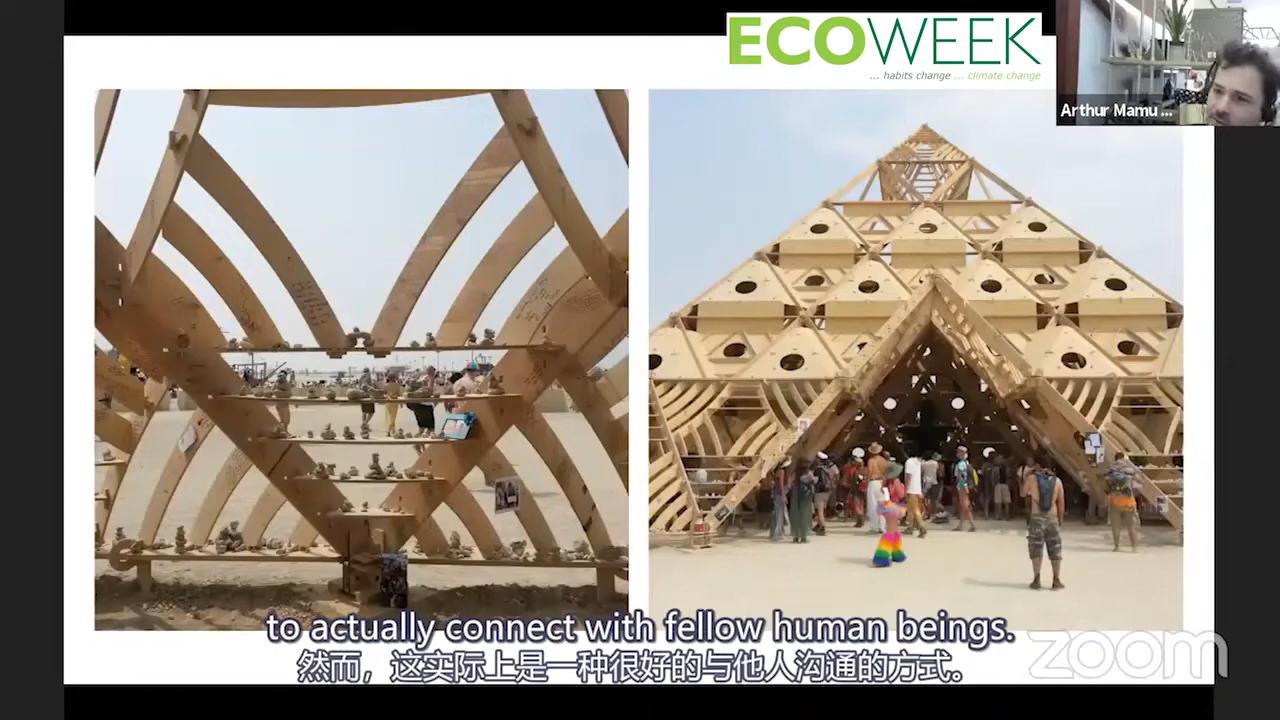 ECOWEEK
... habits change ... climate change
Arthur Mamu ...
to actually connect with fellow human beings.
然而，这实际上是一种很好的与他人沟通的方式。
zoom